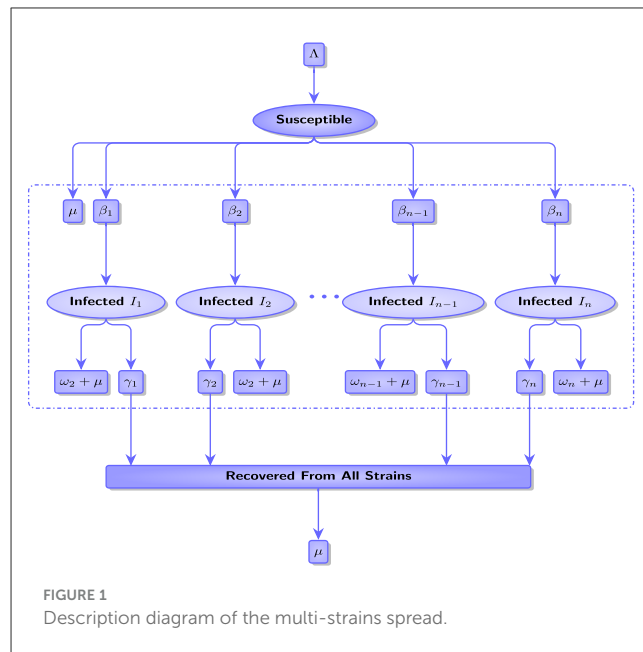 Λ
Susceptible
μ β₁ β₂ βₙ₋₁ βₙ
Infected I₁ Infected I₂ ... Infected Iₙ₋₁ Infected Iₙ
ω₂ + μ γ₁ γ₂ ω₂ + μ ωₙ₋₁ + μ γₙ₋₁ γₙ ωₙ + μ
Recovered From All Strains
μ
FIGURE 1
Description diagram of the multi-strains spread.